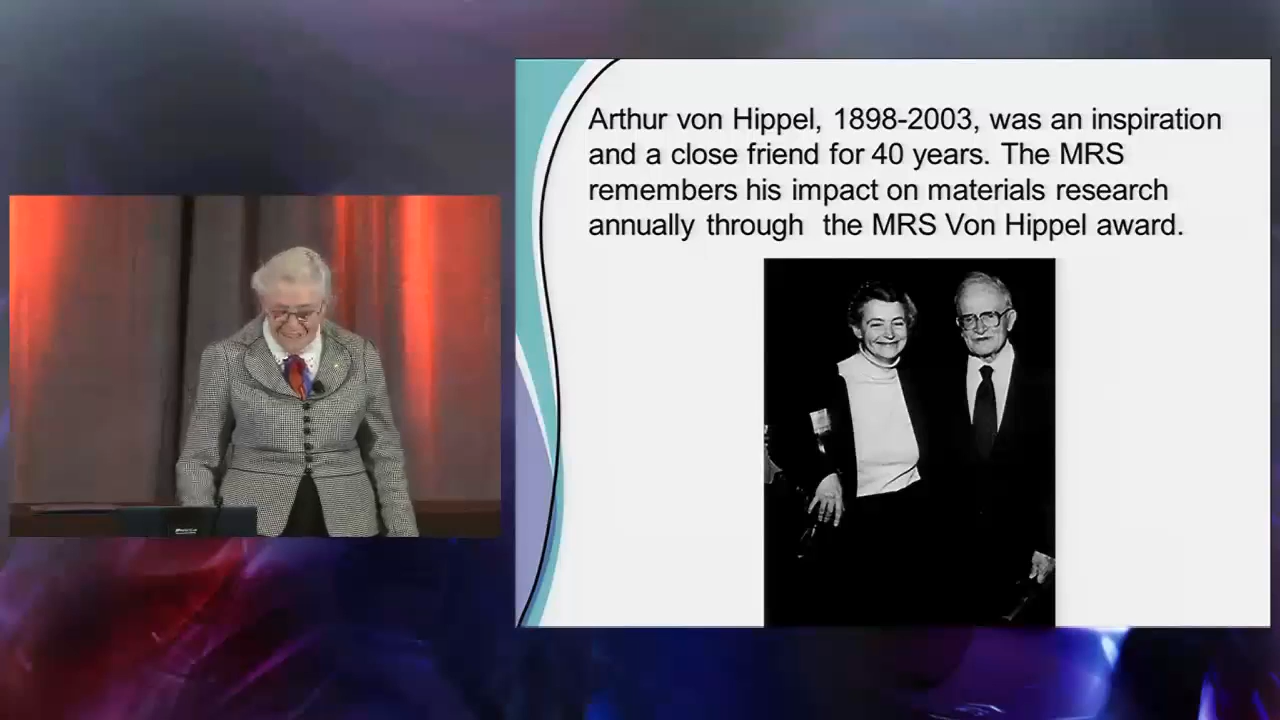 Arthur von Hippel, 1898-2003, was an inspiration
and a close friend for 40 years. The MRS
remembers his impact on materials research
annually through  the MRS Von Hippel award.